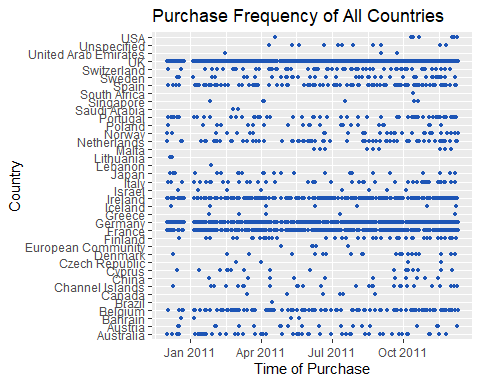 Purchase Frequency of All Countries
Country
USA
Unspecified
United Arab Emirates
UK
Switzerland
Sweden
Spain
South Africa
Singapore
Saudi Arabia
Portugal
Poland
Norway
Netherlands
Malta
Lithuania
Lebanon
Japan
Italy
Israel
Ireland
Iceland
Greece
Germany
France
Finland
European Community
Denmark
Czech Republic
Cyprus
China
Channel Islands
Canada
Brazil
Belgium
Bahrain
Austria
Australia
Jan 2011 Apr 2011 Jul 2011 Oct 2011
Time of Purchase